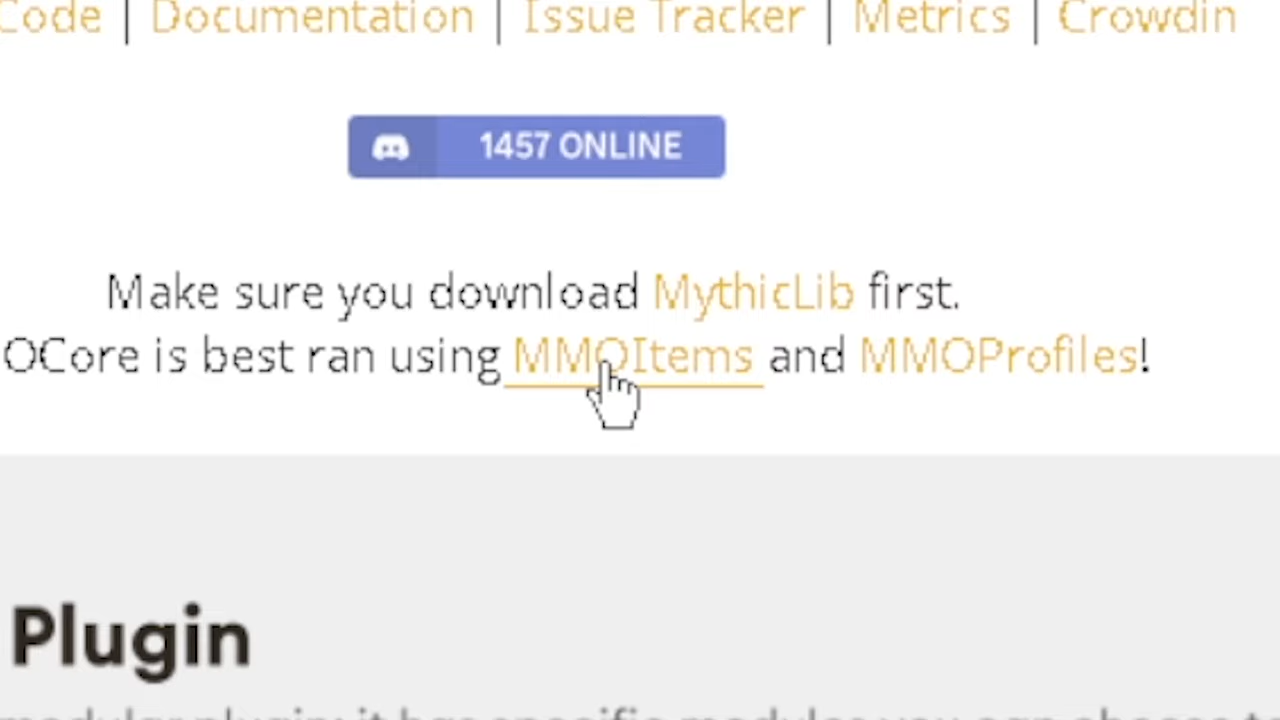 Code | Documentation | Issue Tracker | Metrics | Crowdin
1457 ONLINE
Make sure you download MythicLib first.
OCore is best ran using MMOItems and MMOProfiles!
Plugin